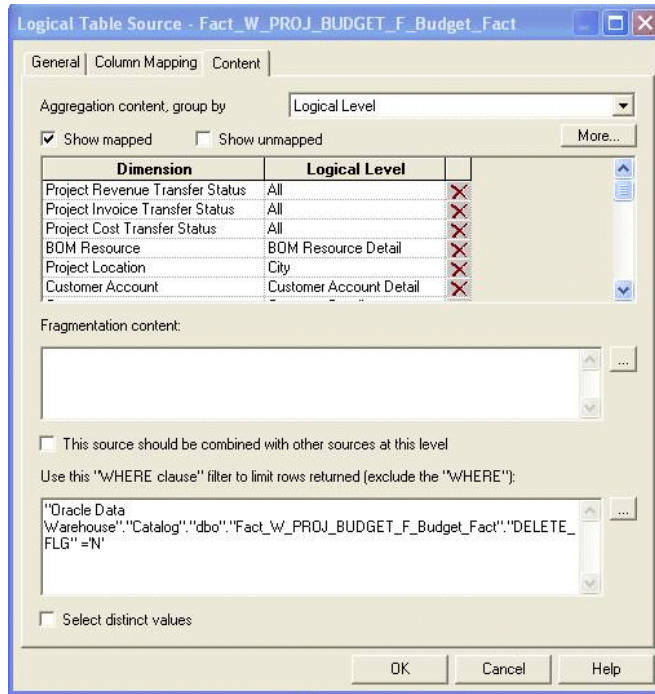 Logical Table Source - Fact_W_PROJ_BUDGET_F_Budget_Fact
General Column Mapping Content
Aggregation content, group by Logical Level
Show mapped Show unmapped More...
Dimension Logical Level
Project Revenue Transfer Status All
Project Invoice Transfer Status All
Project Cost Transfer Status All
BOM Resource BOM Resource Detail
Project Location City
Customer Account Customer Account Detail
Fragmentation content:
...
This source should be combined with other sources at this level
Use this "WHERE clause" filter to limit rows returned (exclude the "WHERE"):
"Oracle Data
Warehouse"."Catalog"."dbo"."Fact_W_PROJ_BUDGET_F_Budget_Fact"."DELETE_
FLG" ='N'
...
Select distinct values
OK Cancel Help